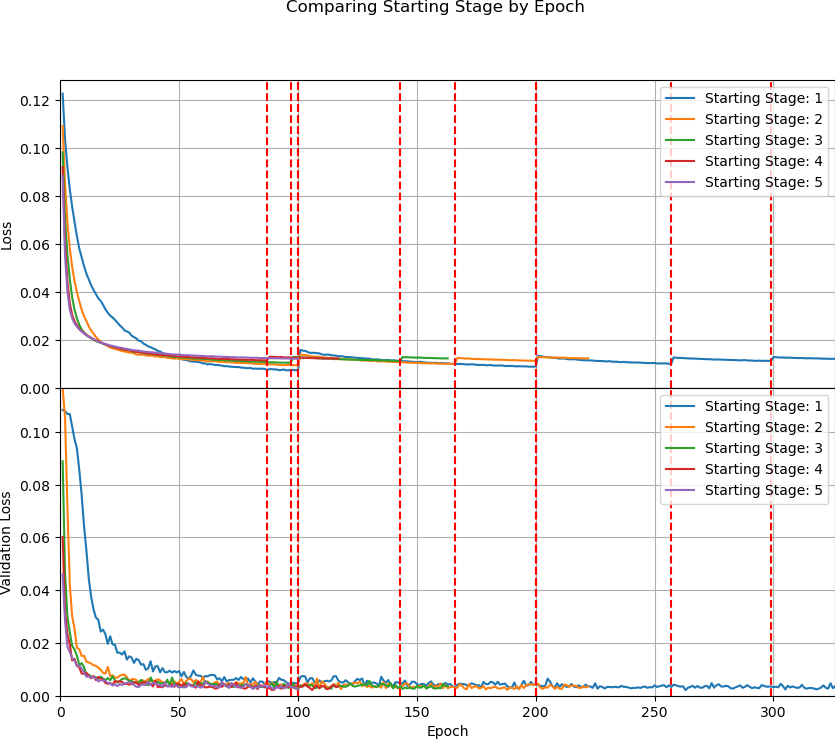 Comparing Starting Stage by Epoch
0.12
0.10
0.08
0.06
0.04
0.02
0.00
Loss
Starting Stage: 1
Starting Stage: 2
Starting Stage: 3
Starting Stage: 4
Starting Stage: 5
0.10
0.08
0.06
0.04
0.02
0.00
Validation Loss
Starting Stage: 1
Starting Stage: 2
Starting Stage: 3
Starting Stage: 4
Starting Stage: 5
0 50 100 150 200 250 300
Epoch